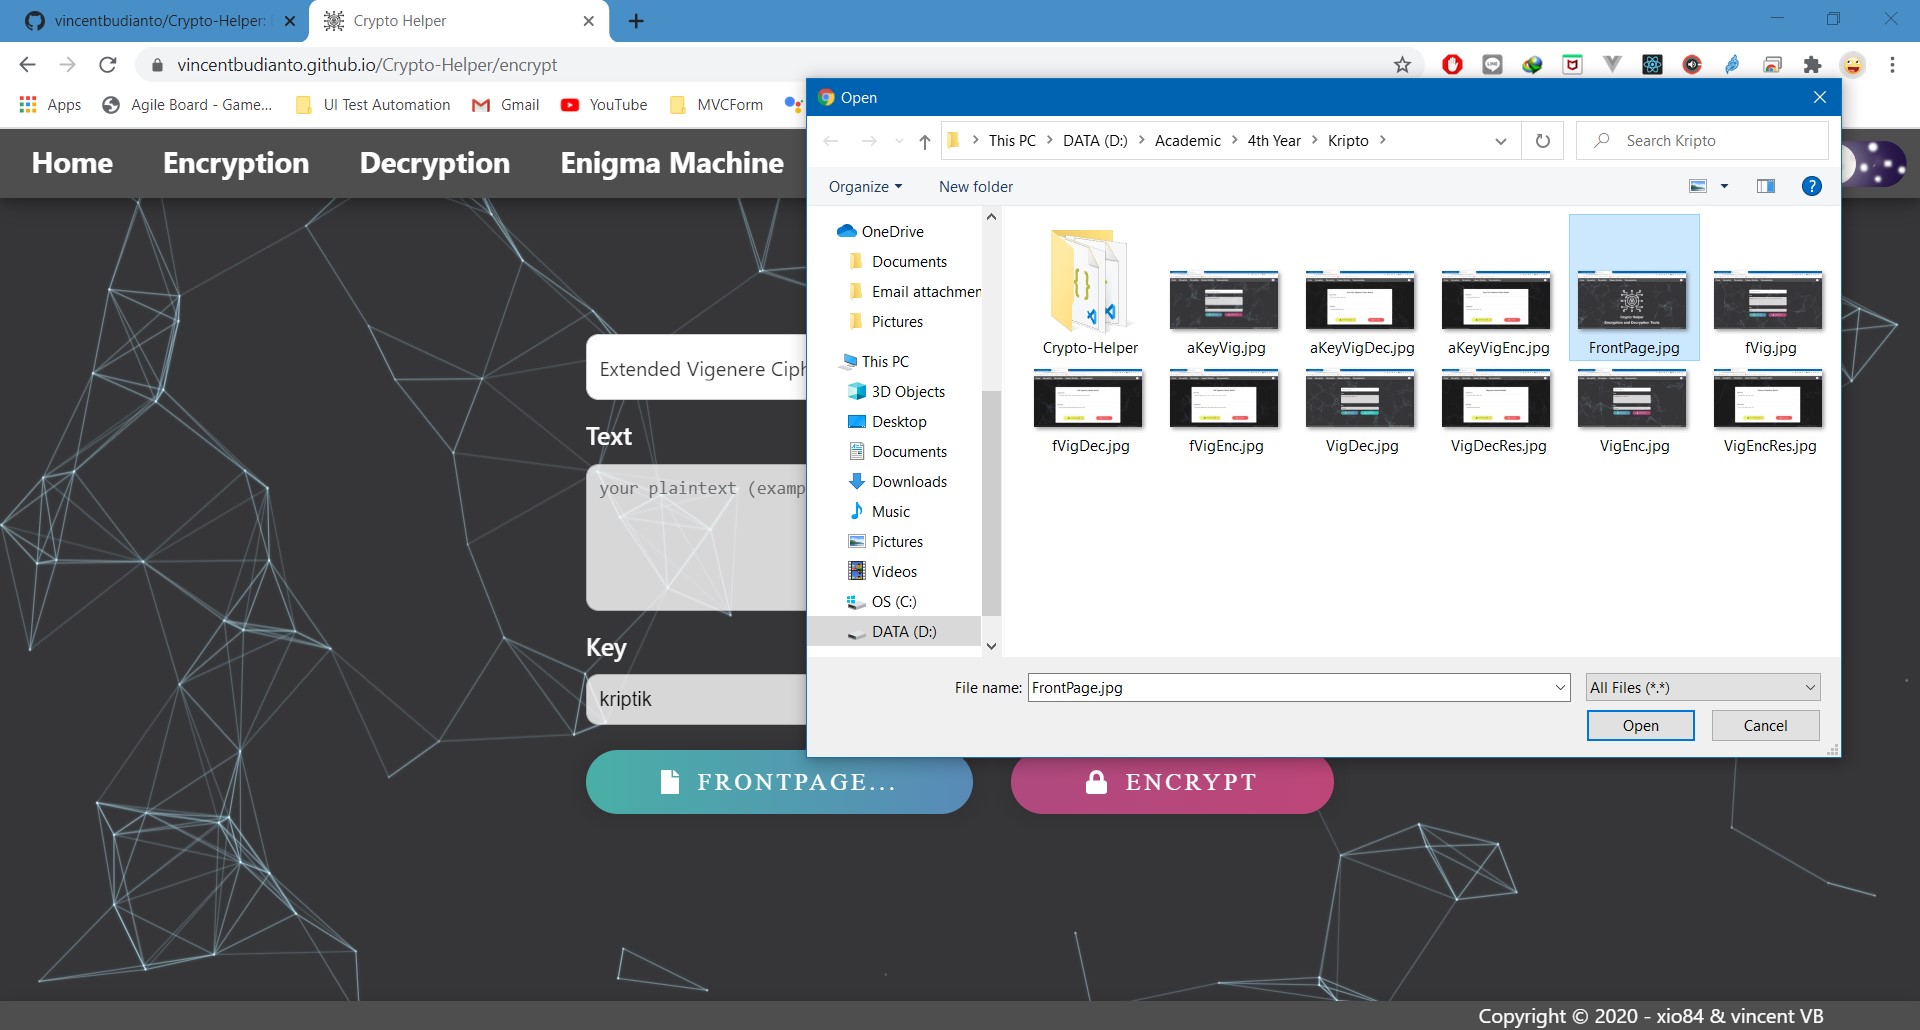 vincentbudianto/Crypto-Helper:
Crypto Helper
vincentbudianto.github.io/Crypto-Helper/encrypt
Apps
Agile Board - Game...
UI Test Automation
Gmail
YouTube
MVCForm
Home
Encryption
Decryption
Enigma Machine
Extended Vigenere Ciph
Text
your plaintext (examp
Key
kriptik
FRONTPAGE...
ENCRYPT
Open
This PC
DATA (D:)
Academic
4th Year
Kripto
Search Kripto
Organize
New folder
OneDrive
Documents
Email attachmen
Pictures
This PC
3D Objects
Desktop
Documents
Downloads
Music
Pictures
Videos
OS (C:)
DATA (D:)
Crypto-Helper
aKeyVig.jpg
aKeyVigDec.jpg
aKeyVigEnc.jpg
FrontPage.jpg
fVig.jpg
fVigDec.jpg
fVigEnc.jpg
VigDec.jpg
VigDecRes.jpg
VigEnc.jpg
VigEncRes.jpg
File name:
FrontPage.jpg
All Files (*.*)
Open
Cancel
Copyright © 2020 - xio84 & vincent VB